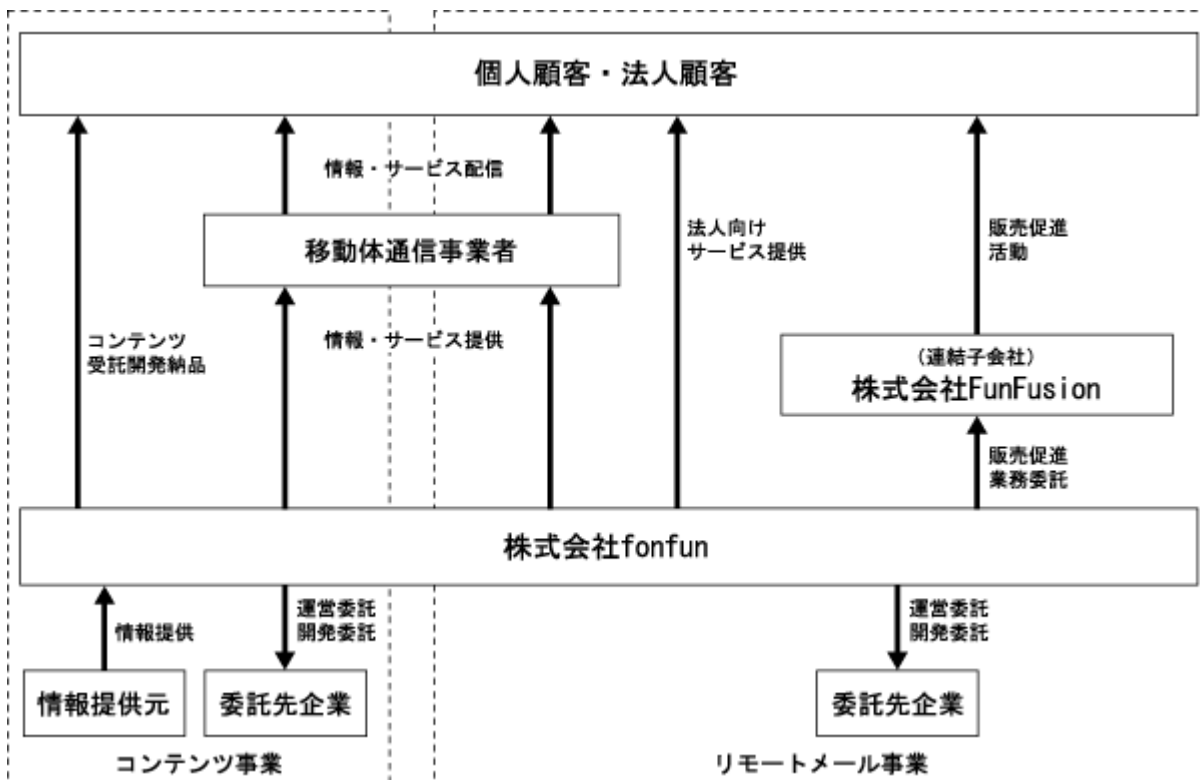 個人顧客・法人顧客
情報・サービス配信
移動体通信事業者
法人向け
サービス提供
販売促進
活動
コンテンツ
受託開発納品
情報・サービス提供
(連結子会社)
株式会社FunFusion
販売促進
業務委託
株式会社fonfun
情報提供
運営委託
開発委託
運営委託
開発委託
情報提供元
委託先企業
委託先企業
コンテンツ事業
リモートメール事業